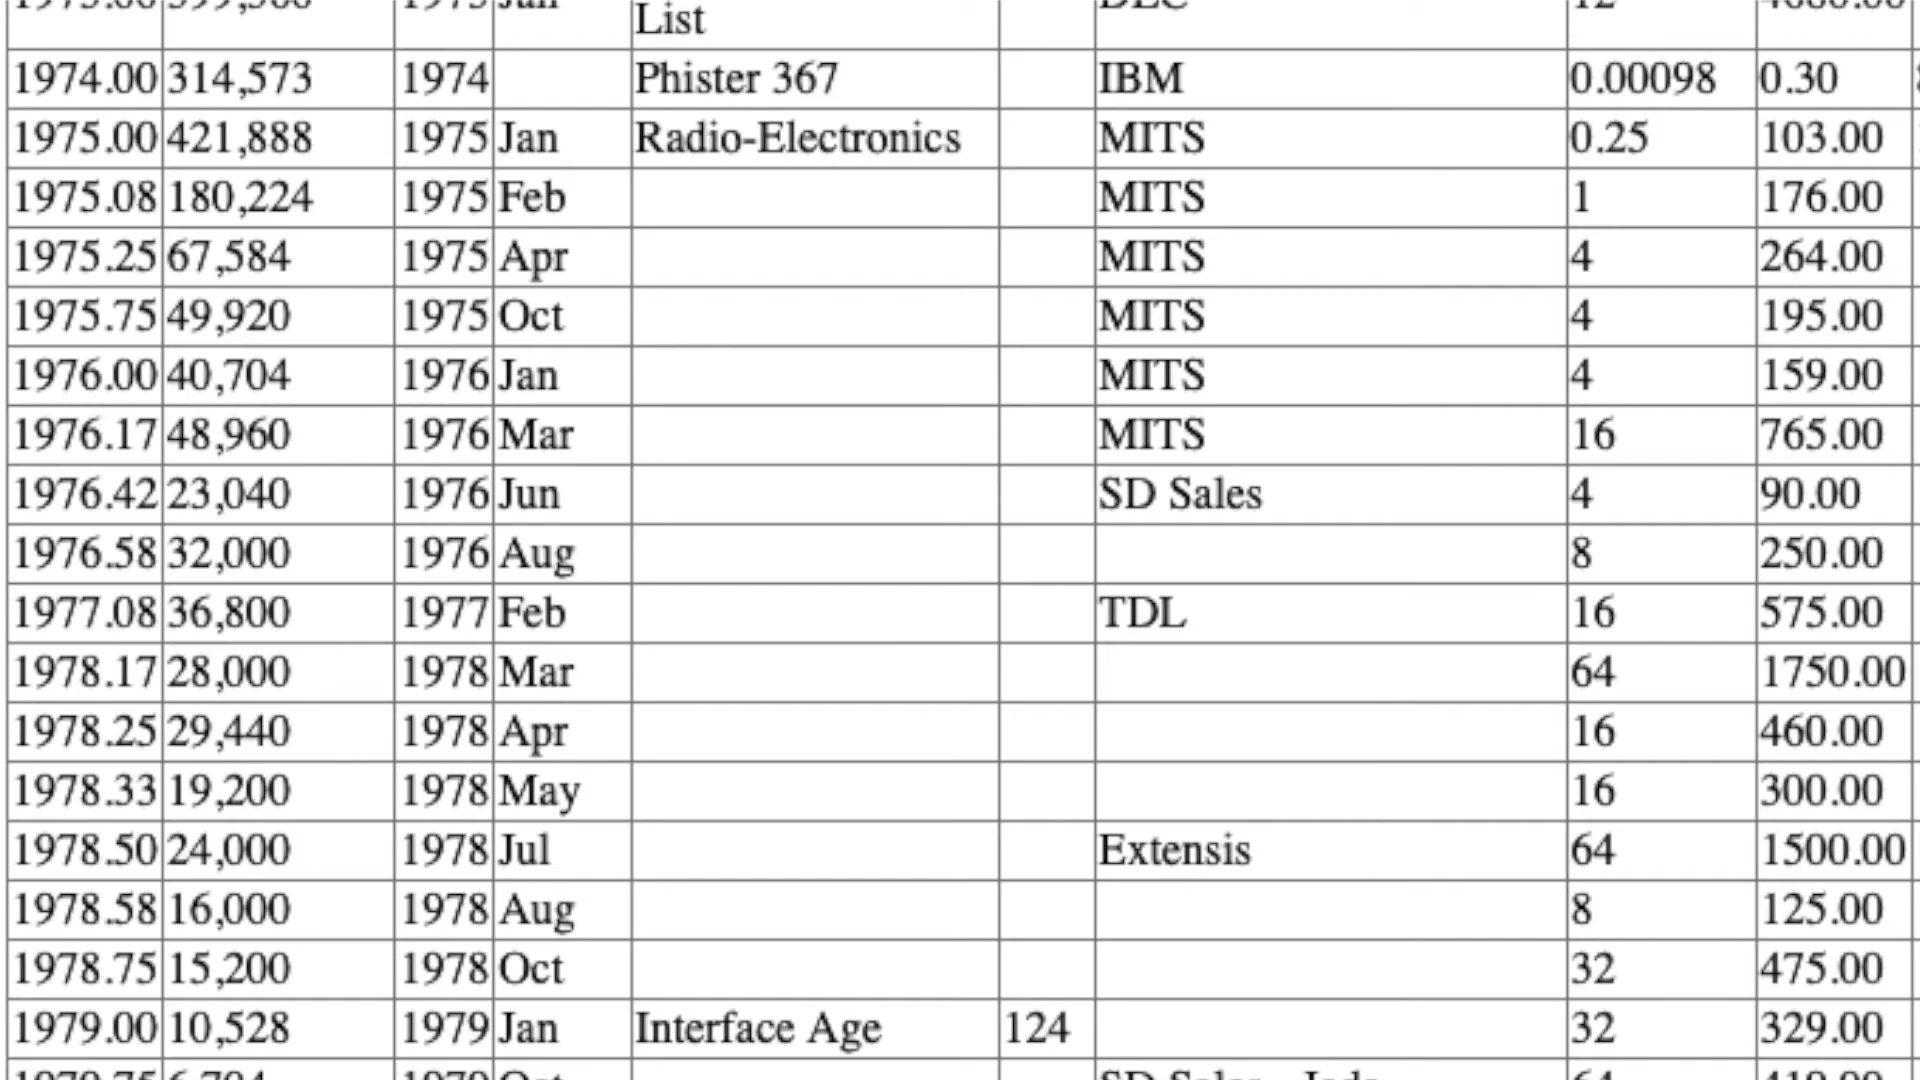 List
1974.00 314,573 1974 Phister 367 IBM 0.00098 0.30
1975.00 421,888 1975 Jan Radio-Electronics MITS 0.25 103.00
1975.08 180,224 1975 Feb MITS 1 176.00
1975.25 67,584 1975 Apr MITS 4 264.00
1975.75 49,920 1975 Oct MITS 4 195.00
1976.00 40,704 1976 Jan MITS 4 159.00
1976.17 48,960 1976 Mar MITS 16 765.00
1976.42 23,040 1976 Jun SD Sales 4 90.00
1976.58 32,000 1976 Aug 8 250.00
1977.08 36,800 1977 Feb TDL 16 575.00
1978.17 28,000 1978 Mar 64 1750.00
1978.25 29,440 1978 Apr 16 460.00
1978.33 19,200 1978 May 16 300.00
1978.50 24,000 1978 Jul Extensis 64 1500.00
1978.58 16,000 1978 Aug 8 125.00
1978.75 15,200 1978 Oct 32 475.00
1979.00 10,528 1979 Jan Interface Age 124 32 329.00